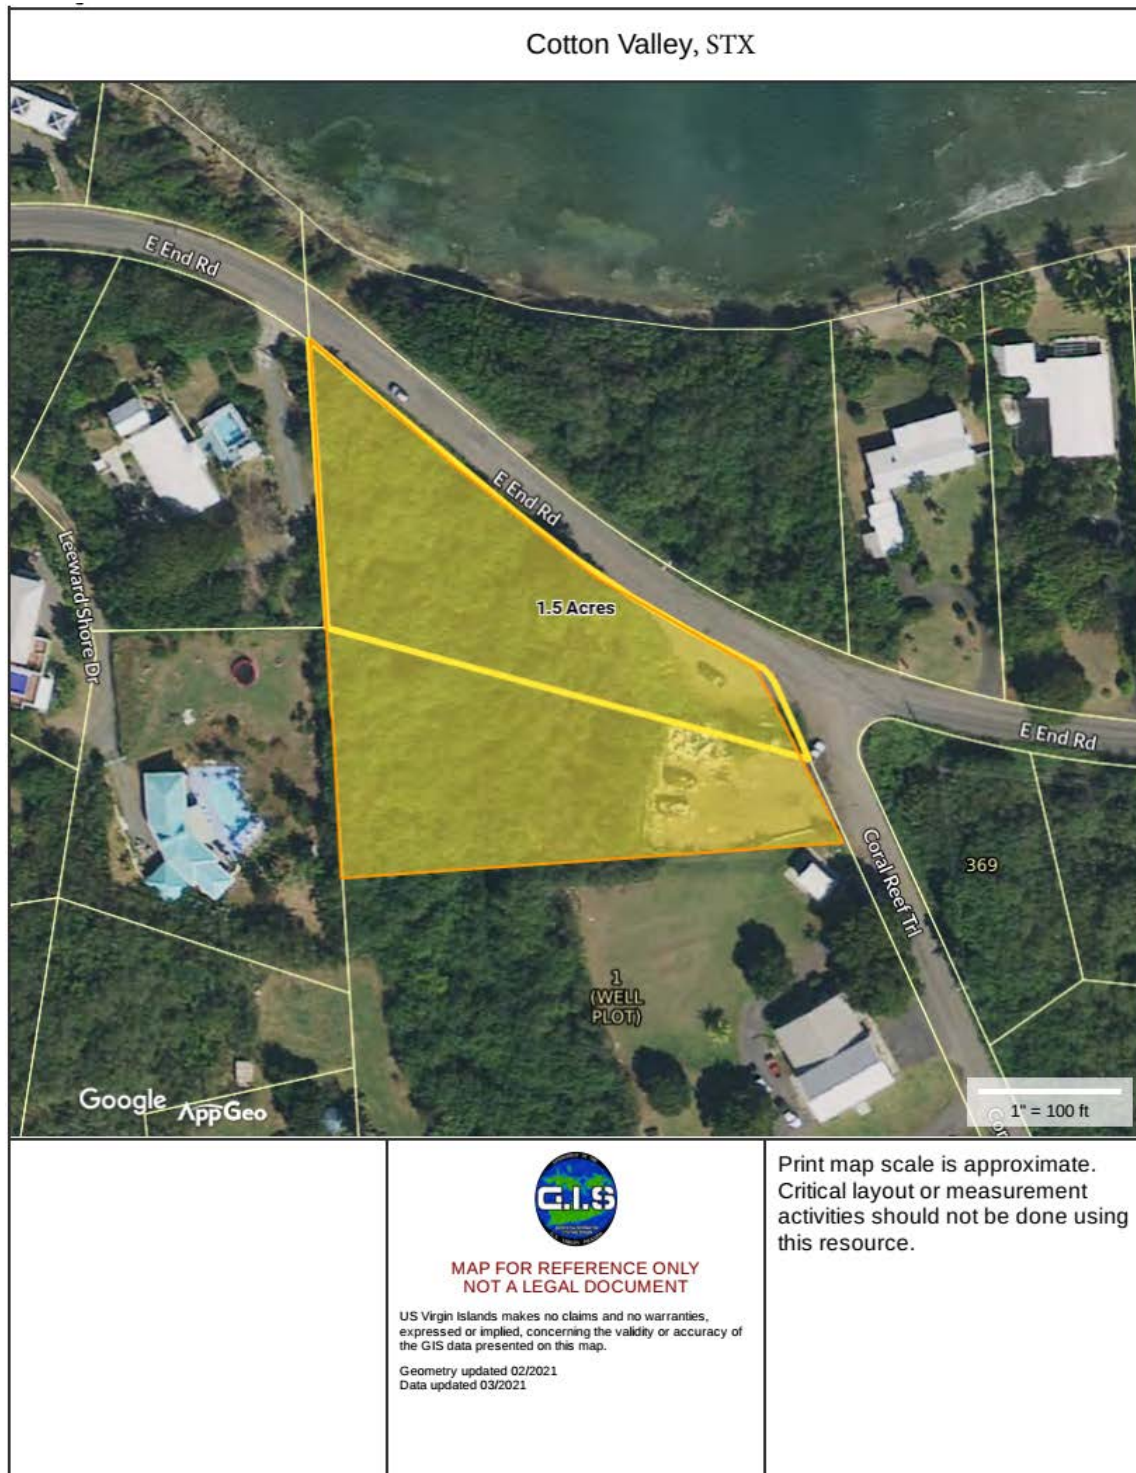 Cotton Valley, STX
E End Rd
E End Rd
Leeward Shore Dr
1.5 Acres
E End Rd
Coral Reef Trl
369
1
(WELL
PLOT)
Google AppGeo
1" = 100 ft
G.I.S
MAP FOR REFERENCE ONLY
NOT A LEGAL DOCUMENT
US Virgin Islands makes no claims and no warranties,
expressed or implied, concerning the validity or accuracy of
the GIS data presented on this map.
Geometry updated 02/2021
Data updated 03/2021
Print map scale is approximate.
Critical layout or measurement
activities should not be done using
this resource.